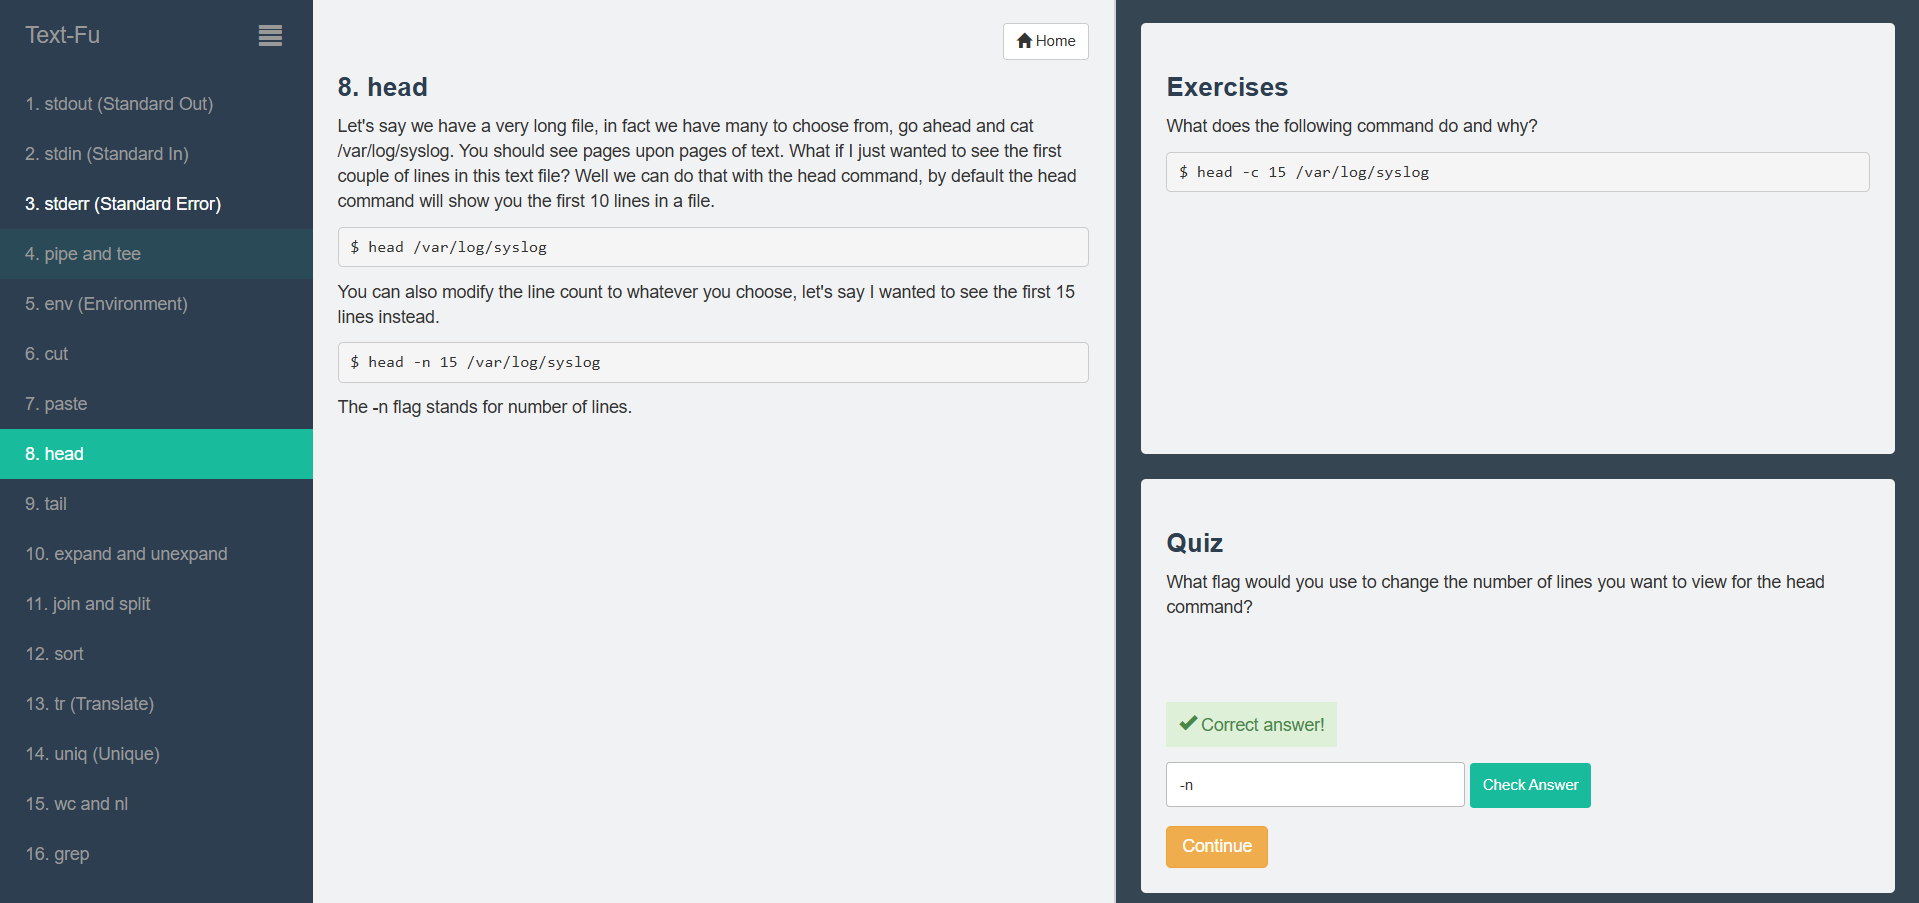 Text-Fu
1. stdout (Standard Out)
2. stdin (Standard In)
3. stderr (Standard Error)
4. pipe and tee
5. env (Environment)
6. cut
7. paste
8. head
9. tail
10. expand and unexpand
11. join and split
12. sort
13. tr (Translate)
14. uniq (Unique)
15. wc and nl
16. grep
Home
8. head
Let's say we have a very long file, in fact we have many to choose from, go ahead and cat
/var/log/syslog. You should see pages upon pages of text. What if I just wanted to see the first
couple of lines in this text file? Well we can do that with the head command, by default the head
command will show you the first 10 lines in a file.
$ head /var/log/syslog
You can also modify the line count to whatever you choose, let's say I wanted to see the first 15
lines instead.
$ head -n 15 /var/log/syslog
The -n flag stands for number of lines.
Exercises
What does the following command do and why?
$ head -c 15 /var/log/syslog
Quiz
What flag would you use to change the number of lines you want to view for the head
command?
Correct answer!
-n
Check Answer
Continue